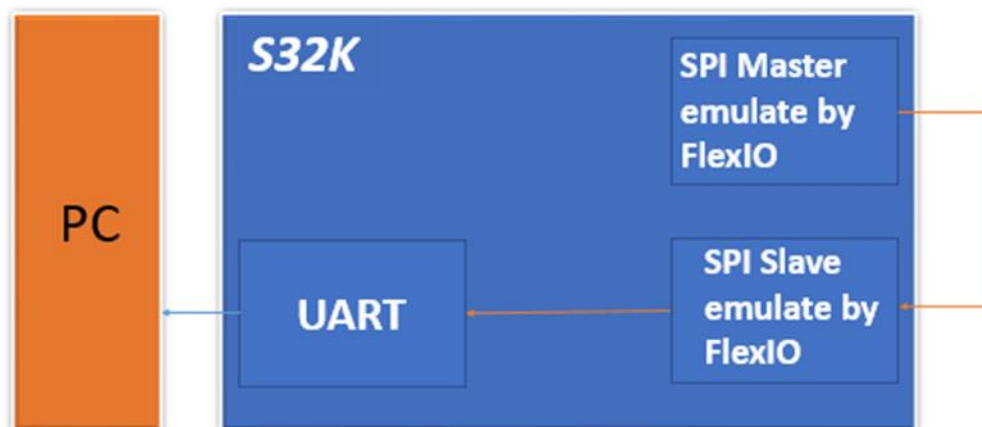 PC
S32K
SPI Master
emulate by
FlexIO
UART
SPI Slave
emulate by
FlexIO